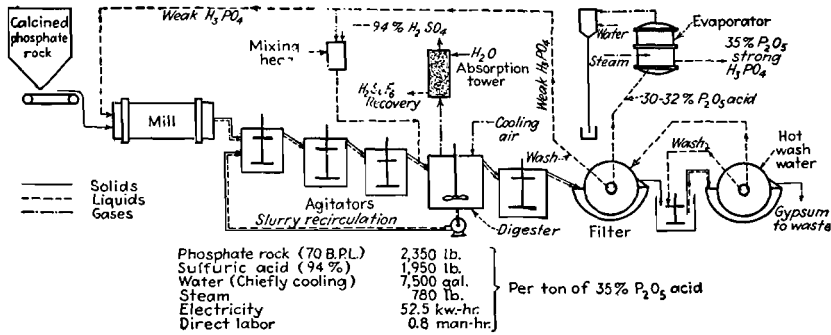 Calcined
phosphate
rock
Weak H₃PO₄
94% H₂SO₄
Mixing
H₂O
Absorption
tower
Recovery
Mill
Cooling
air
Weak H₃PO₄
Water
Steam
Evaporator
35% P₂O₅
strong
H₃PO₄
30-32% P₂O₅ acid
Wash
Wash
Hot
wash
water
Solids
Liquids
Gases
Agitators
Slurry recirculation
Digester
Filter
Gypsum
to waste
Phosphate rock (70 B.P.L.) 2,350 lb.
Sulfuric acid (94%) 1,950 lb.
Water (Chiefly cooling) 7,500 gal.
Steam 780 lb.
Electricity 52.5 kw.-hr.
Direct labor 0.8 man-hr.
Per ton of 35% P₂O₅ acid